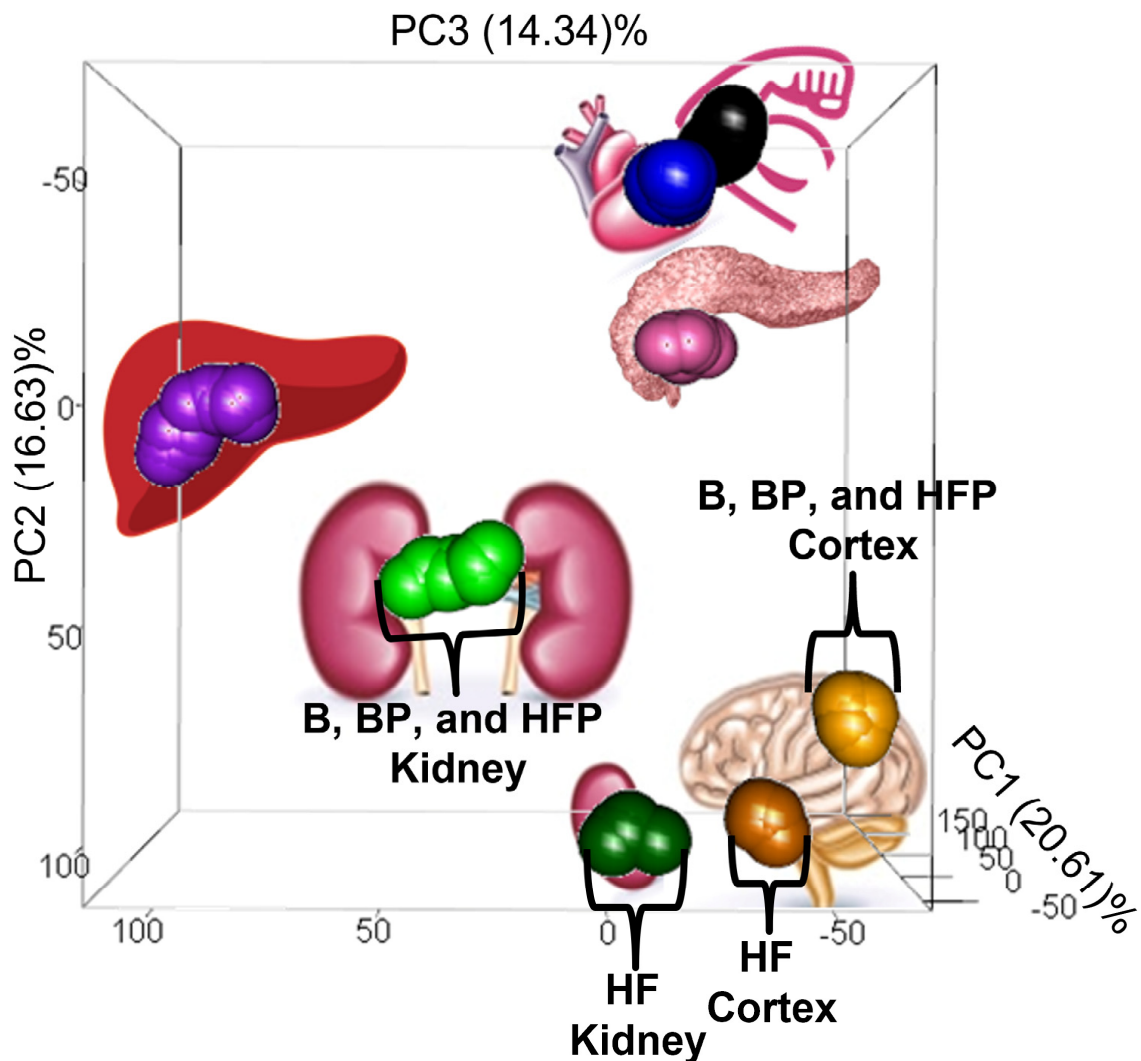 PC3 (14.34)%
-50
0
50
100
PC2 (16.63)%
B, BP, and HFP
Cortex
B, BP, and HFP
Kidney
PC1 (20.61)%
150
100
50
0
-50
100
50
0
-50
HF
Kidney
HF
Cortex